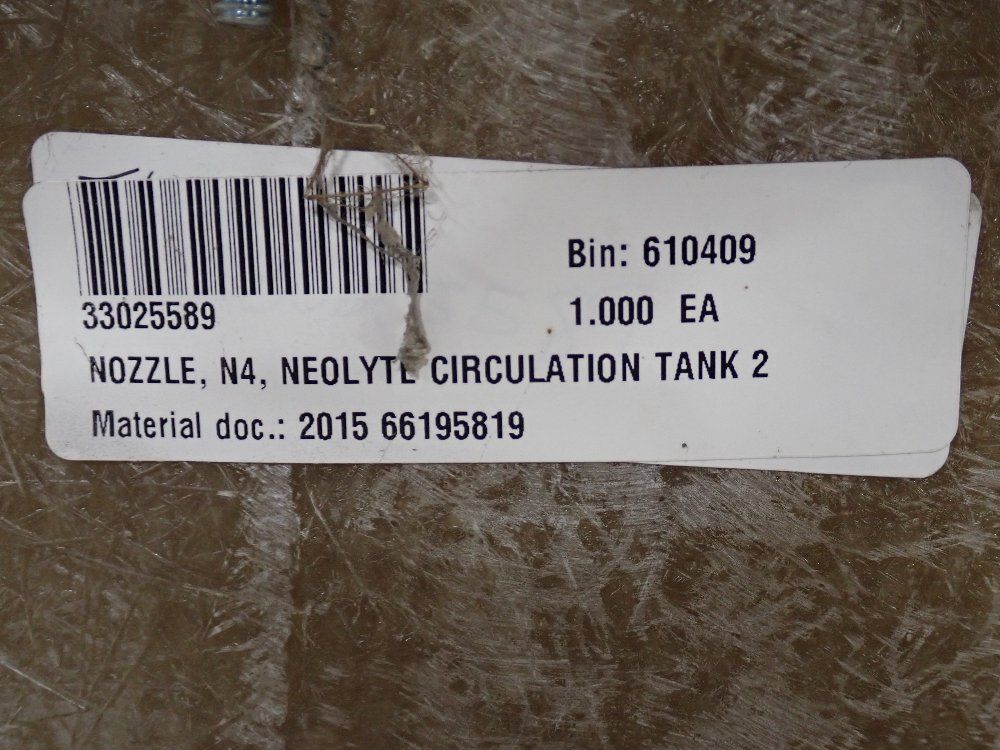 Bin: 610409
33025589
1.000 EA
NOZZLE, N4, NEOLYTE CIRCULATION TANK 2
Material doc.: 2015 66195819